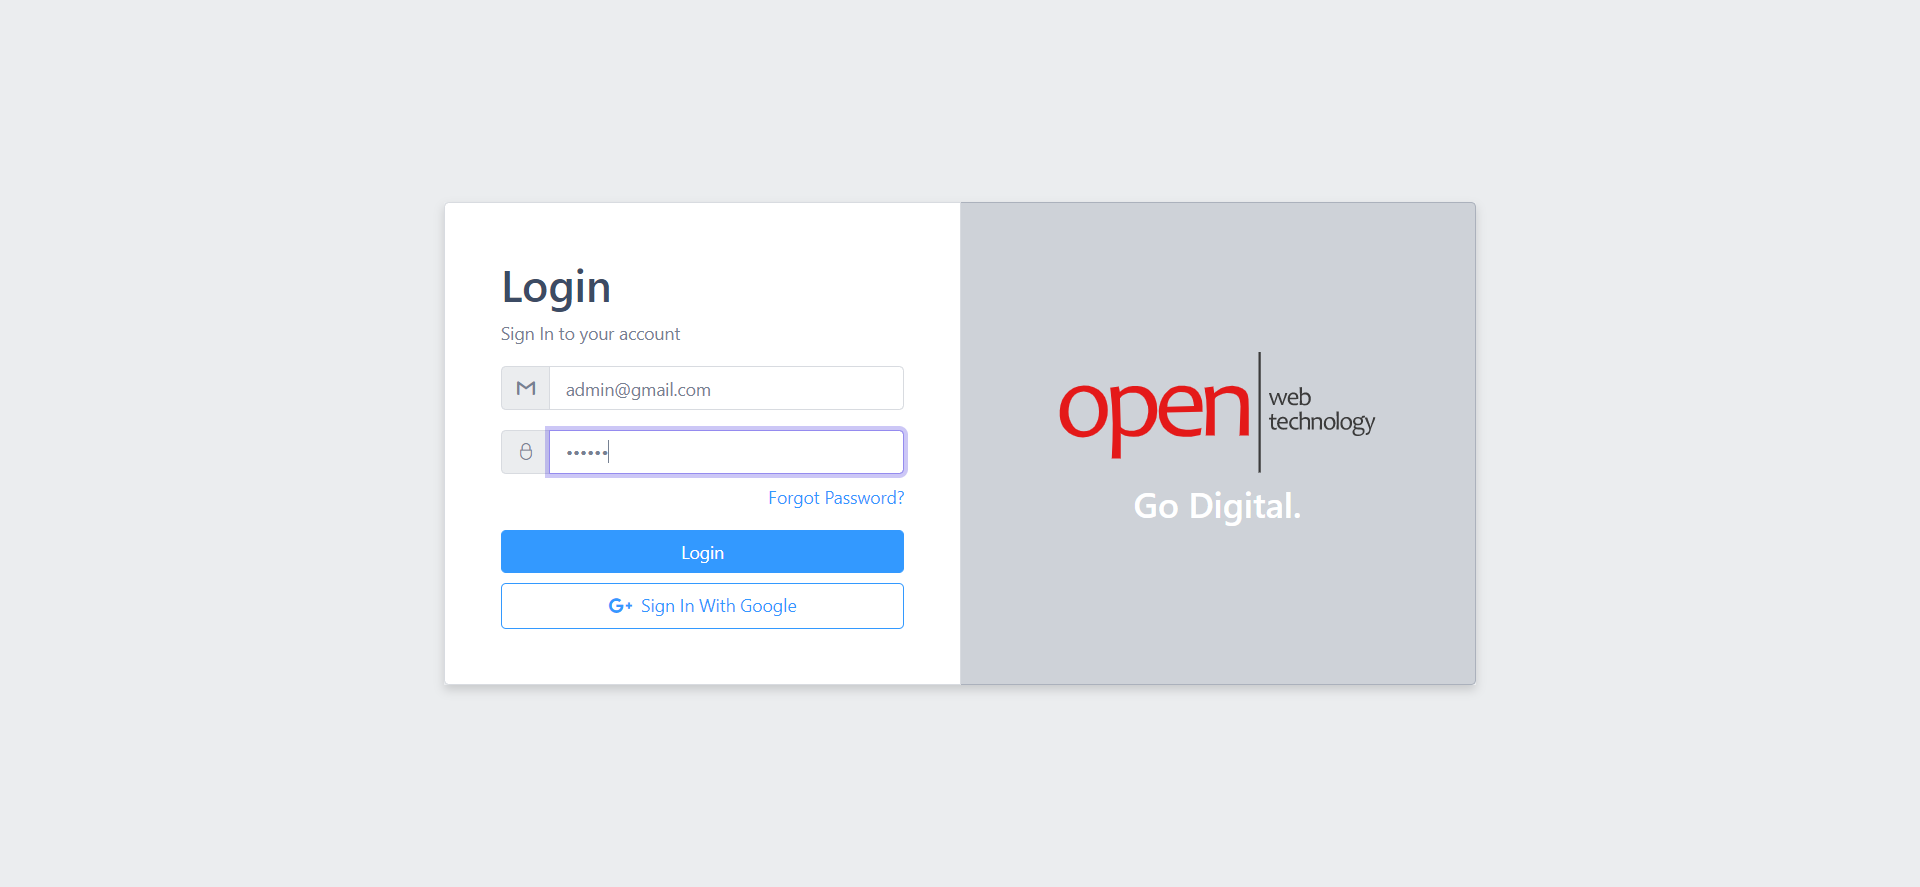 Login
Sign In to your account
admin@gmail.com
••••••
Forgot Password?
Login
G+ Sign In With Google
open
web
technology
Go Digital.